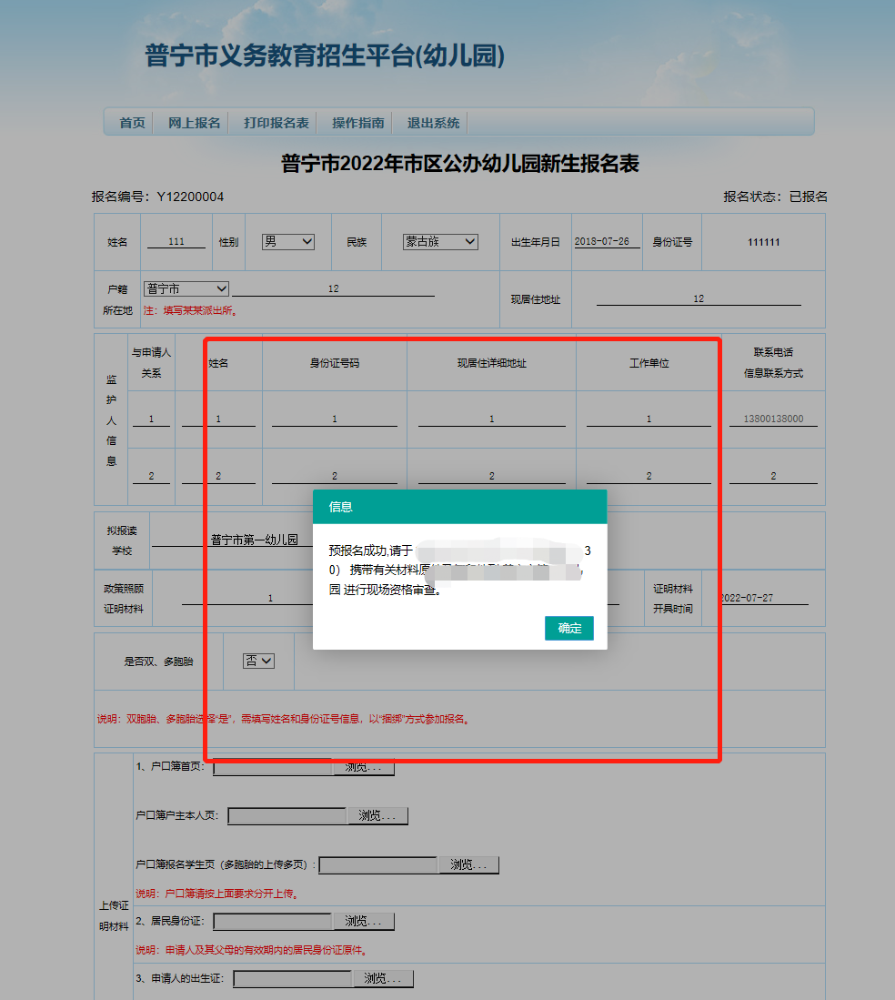 普宁市义务教育招生平台(幼儿园)
首页 网上报名 打印报名表 操作指南 退出系统
普宁市2022年市区公办幼儿园新生报名表
报名编号：Y12200004 报名状态：已报名
姓名 111 性别 男 民族 蒙古族 出生年月日 2018-07-26 身份证号 111111
户籍所在地 普宁市 12 现居住地址 12
注：填写某某派出所。
监护人信息
与申请人关系 姓名 身份证号码 现居住详细地址 工作单位 联系电话 信息联系方式
1 1 1 1 1 13800138000
2 2 2 2 2 2
信息
预报名成功,请于 3
0） 携带有关材料原
园 进行现场资格审查。
确定
拟报读学校 普宁市第一幼儿园
政策照顾证明材料 1 证明材料开具时间 2022-07-27
是否双、多胞胎 否
说明：双胞胎、多胞胎选择“是”，需填写姓名和身份证号信息，以“捆绑”方式参加报名。
上传证明材料
1、户口簿首页： 浏览...
户口簿户主本人页： 浏览...
户口簿报名学生页（多胞胎的上传多页）: 浏览...
说明：户口簿请按上面要求分开上传。
2、居民身份证： 浏览...
说明：申请人及其父母的有效期内的居民身份证原件。
3、申请人的出生证： 浏览...